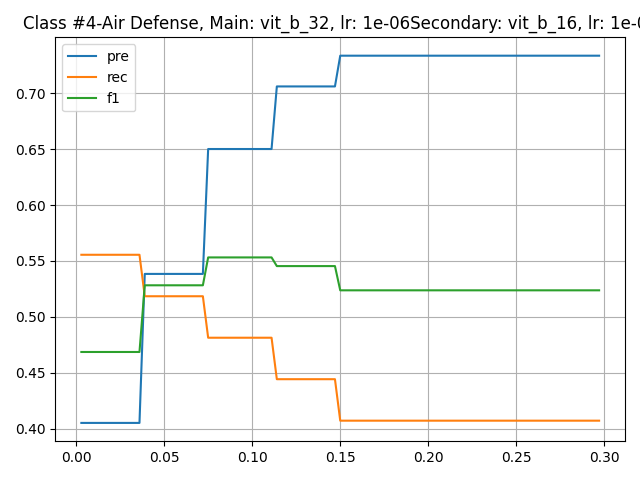 Class #4-Air Defense, Main: vit_b_32, lr: 1e-06Secondary: vit_b_16, lr: 1e-0
pre
rec
f1
0.70
0.65
0.60
0.55
0.50
0.45
0.40
0.00 0.05 0.10 0.15 0.20 0.25 0.30